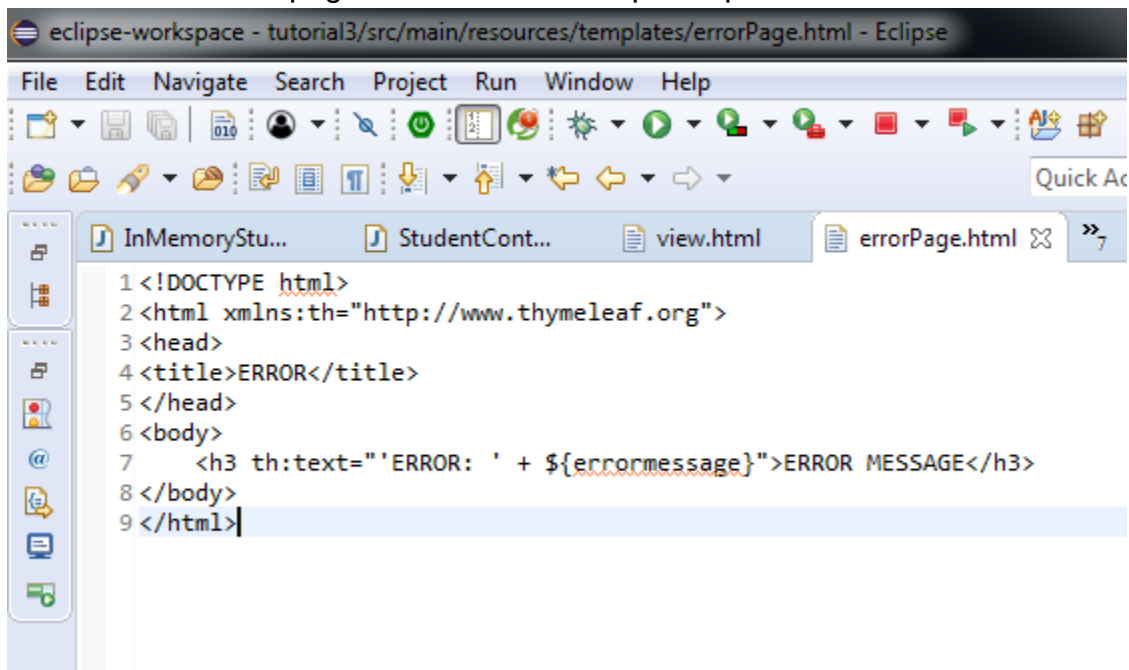 eclipse-workspace - tutorial3/src/main/resources/templates/errorPage.html - Eclipse
File Edit Navigate Search Project Run Window Help
010
Quick Ac
InMemoryStu... StudentCont... view.html errorPage.html »7
1 <!DOCTYPE html>
2 <html xmlns:th="http://www.thymeleaf.org">
3 <head>
4 <title>ERROR</title>
5 </head>
6 <body>
7 <h3 th:text="'ERROR: ' + ${errormessage}">ERROR MESSAGE</h3>
8 </body>
9 </html>